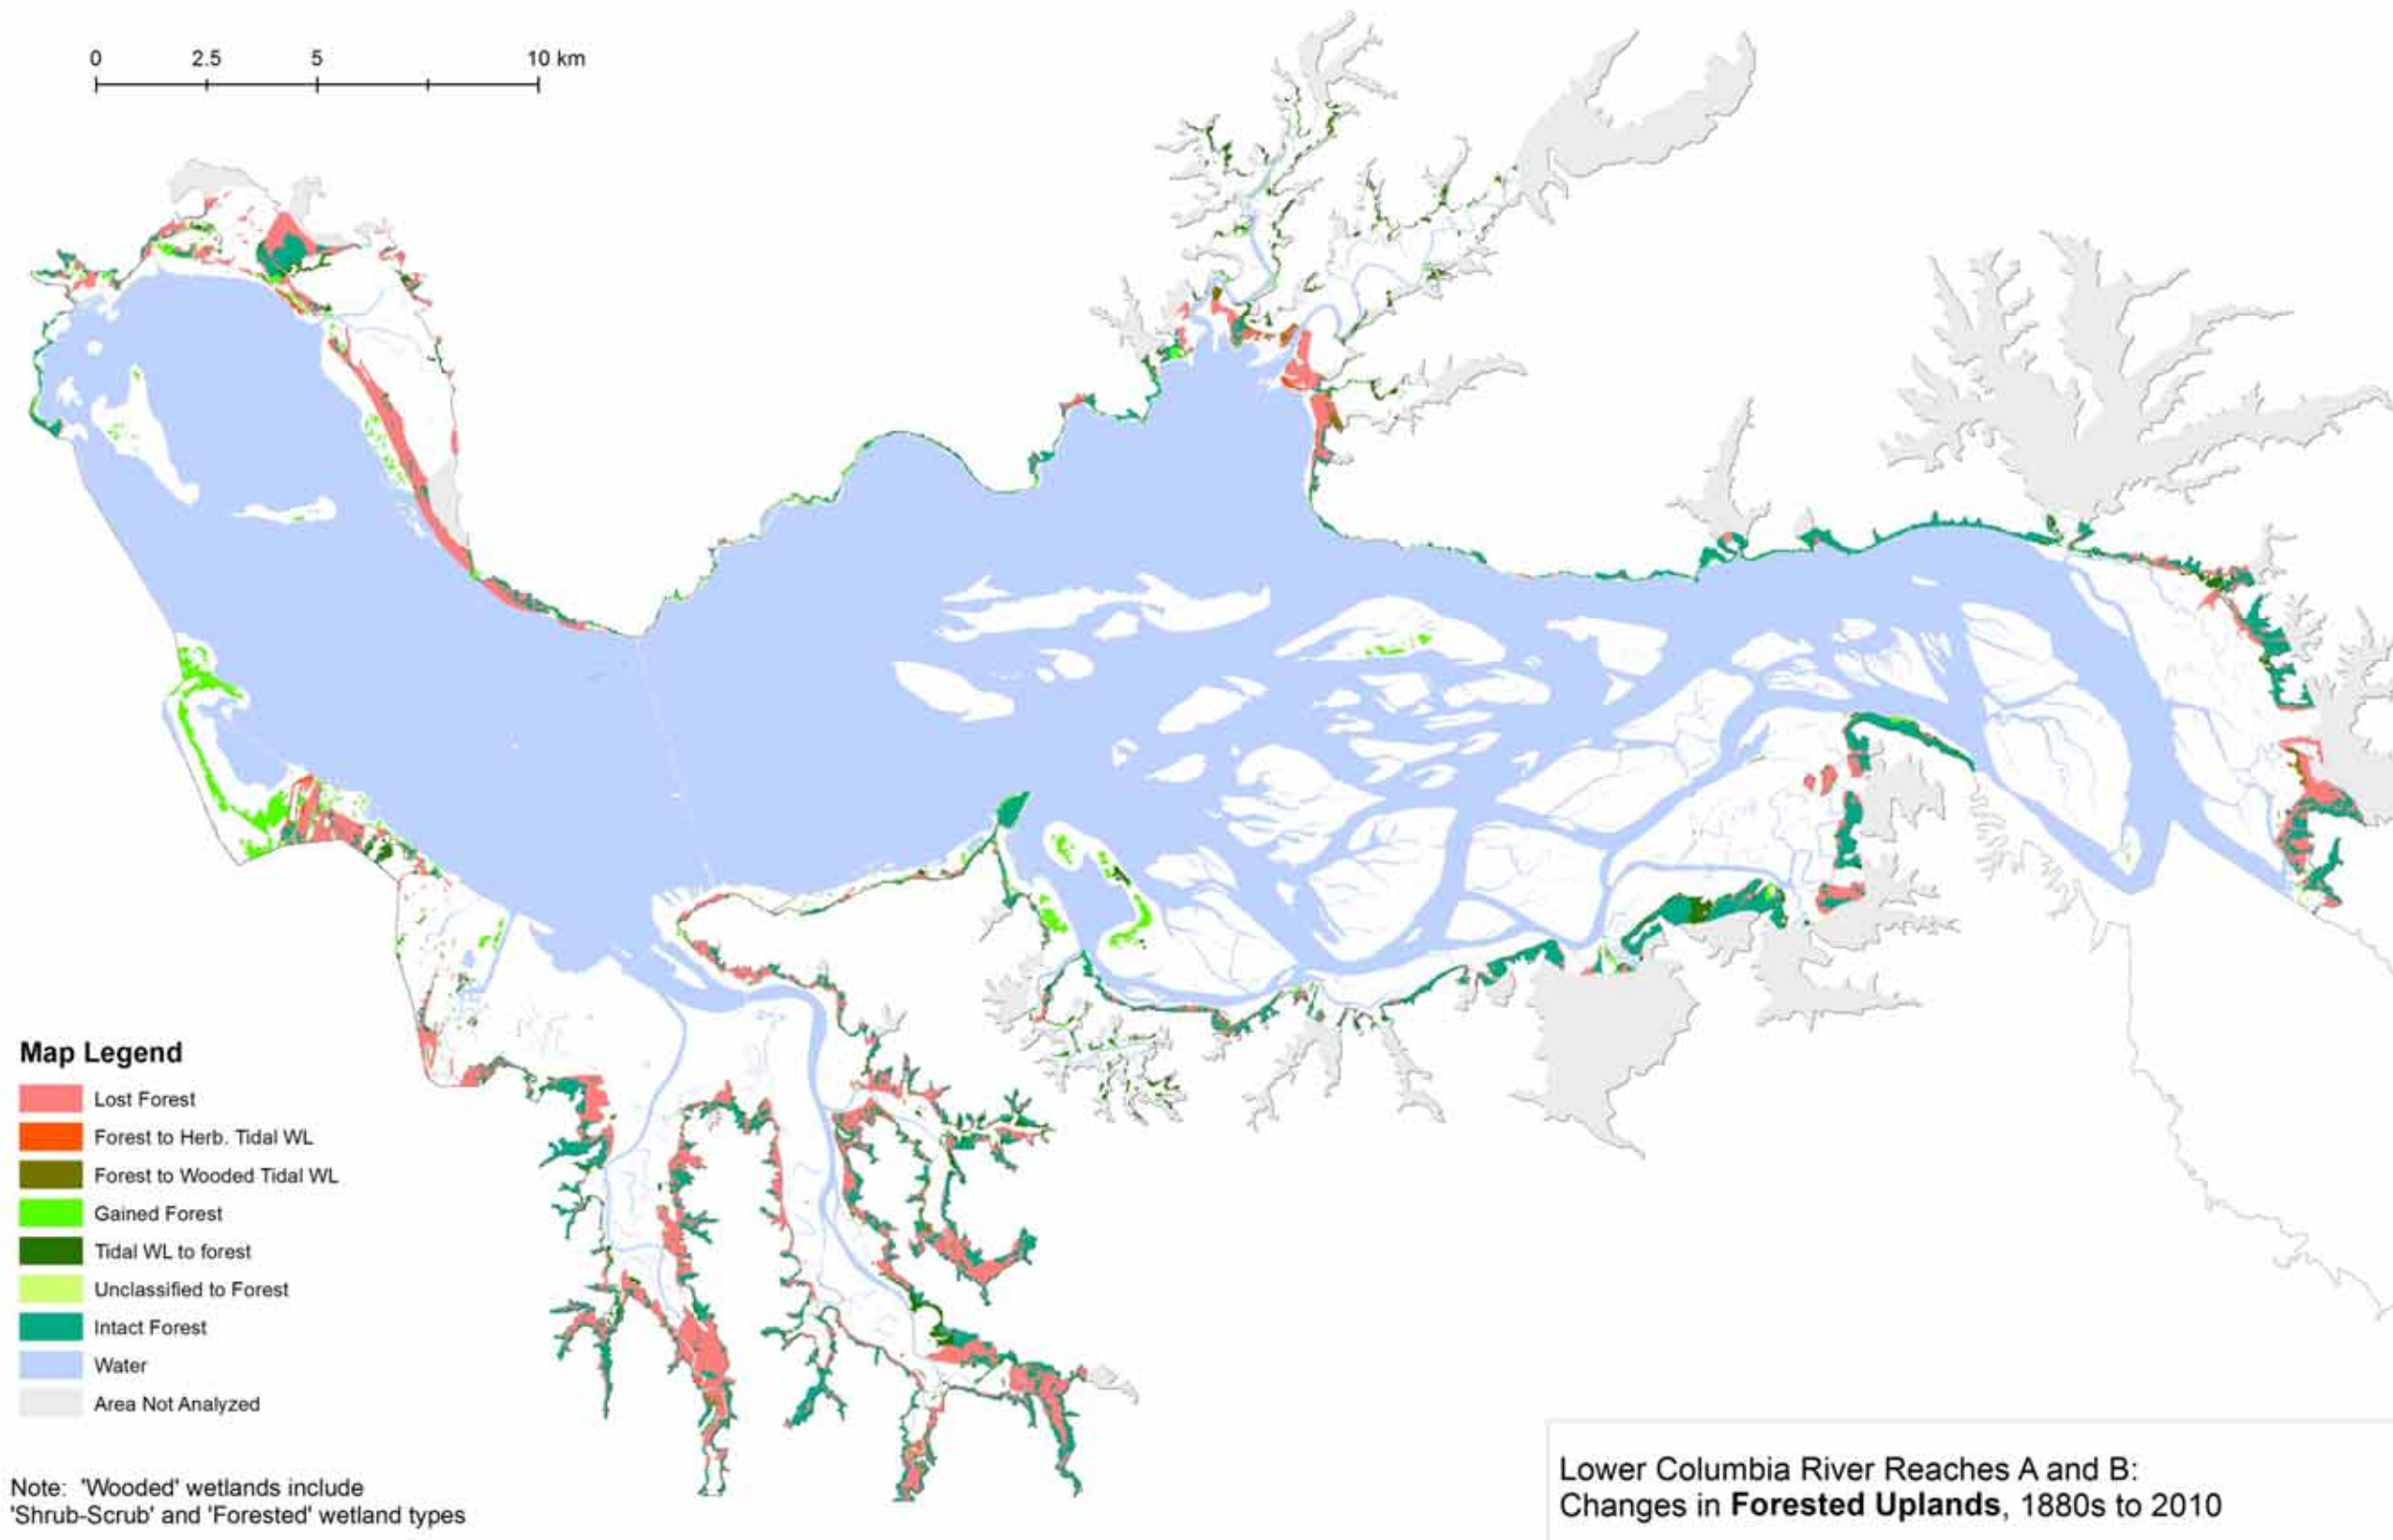 0 2.5 5 10 km
Map Legend
Lost Forest
Forest to Herb. Tidal WL
Forest to Wooded Tidal WL
Gained Forest
Tidal WL to forest
Unclassified to Forest
Intact Forest
Water
Area Not Analyzed
Note: 'Wooded' wetlands include
'Shrub-Scrub' and 'Forested' wetland types
Lower Columbia River Reaches A and B:
Changes in Forested Uplands, 1880s to 2010